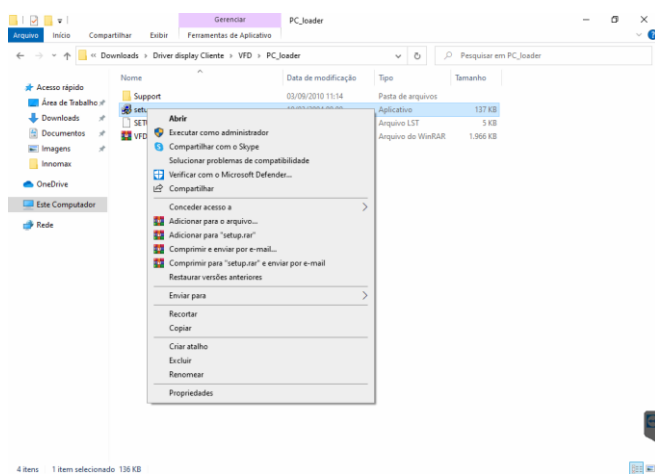 Gerenciar
PC_loader
Arquivo Início Compartilhar Exibir Ferramentas de Aplicativo
« Downloads › Driver display Cliente › VFD › PC_loader
Pesquisar em PC_loader
Nome Data de modificação Tipo Tamanho
Acesso rápido
Área de Trabalho
Downloads
Documentos
Imagens
Innomax
OneDrive
Este Computador
Rede
Support 03/09/2010 11:14 Pasta de arquivos
setu Aplicativo 137 KB
SET Arquivo LST 5 KB
VFD Arquivo do WinRAR 1.966 KB
Abrir
Executar como administrador
Compartilhar com o Skype
Solucionar problemas de compatibilidade
Verificar com o Microsoft Defender...
Compartilhar
Conceder acesso a
Adicionar para o arquivo...
Adicionar para "setup.rar"
Comprimir e enviar por e-mail...
Comprimir para "setup.rar" e enviar por e-mail
Restaurar versões anteriores
Enviar para
Recortar
Copiar
Criar atalho
Excluir
Renomear
Propriedades
4 itens 1 item selecionado 136 KB